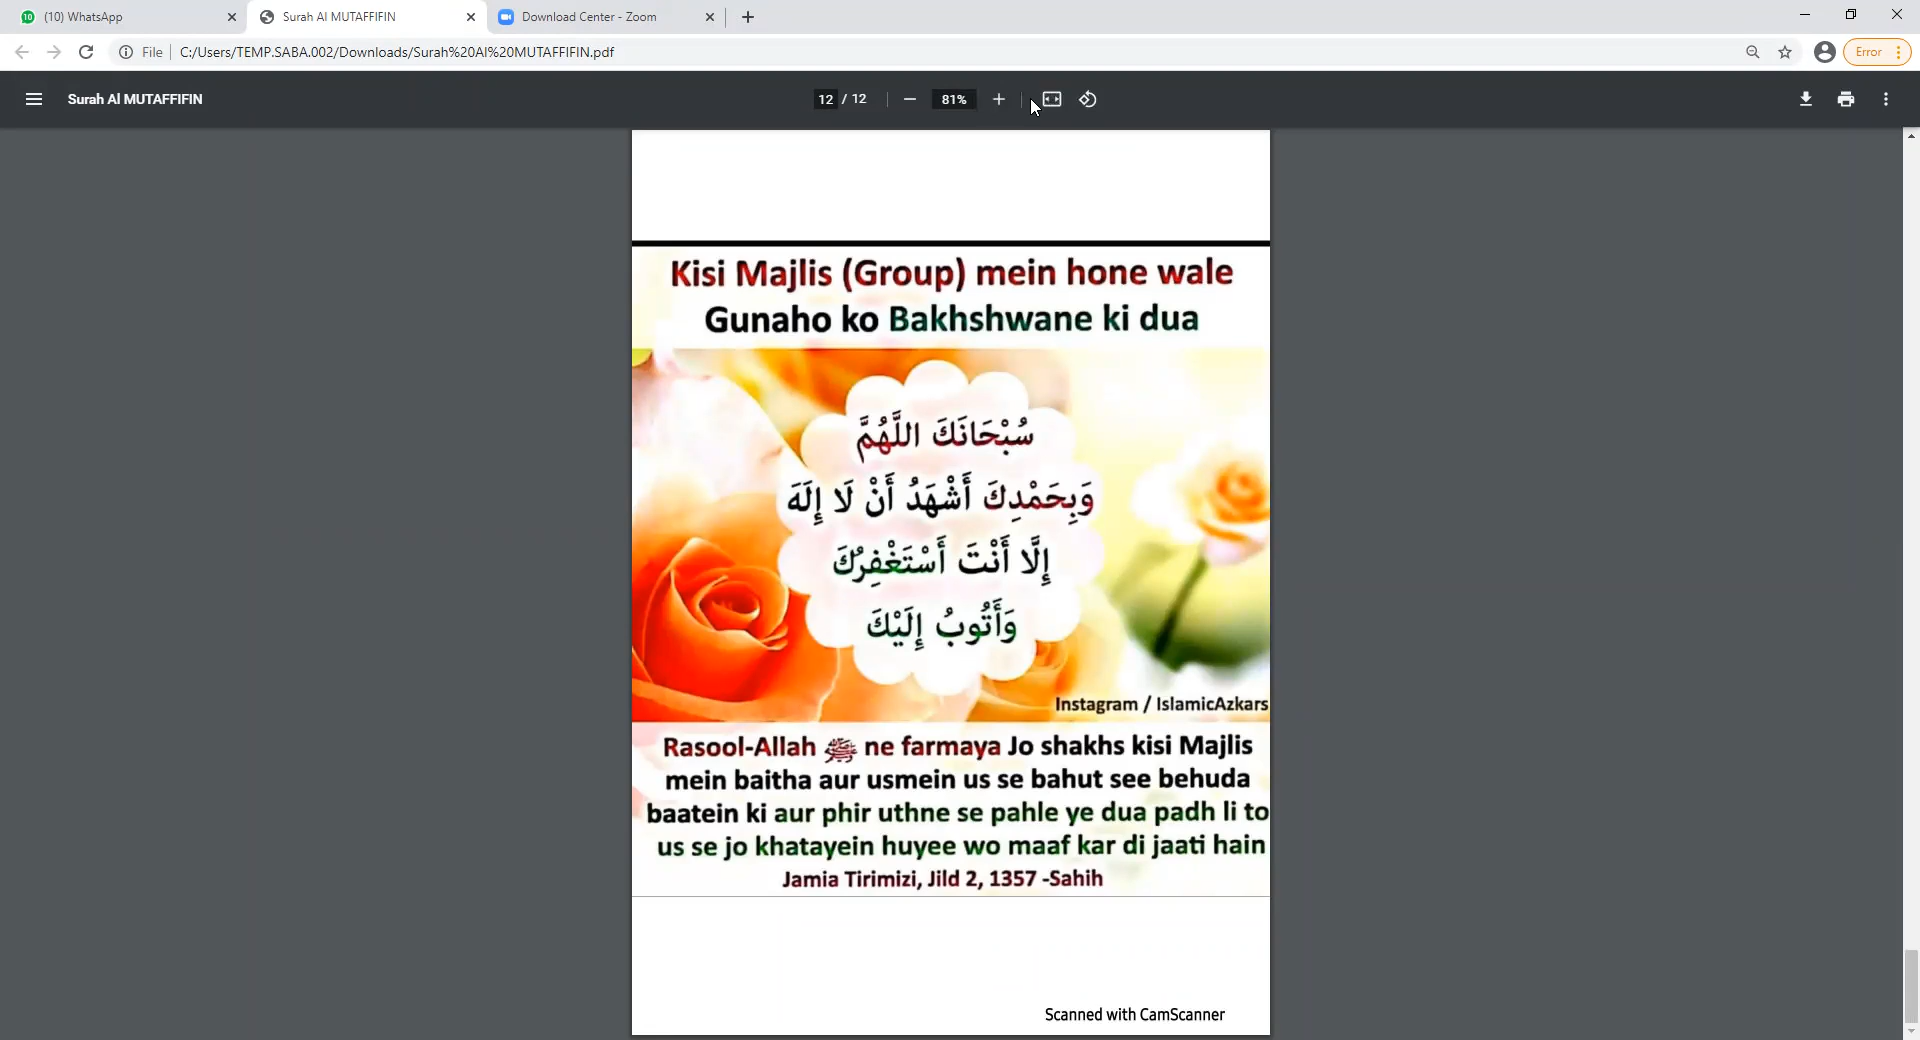 (10) WhatsApp
Surah Al MUTAFFIFIN
Download Center - Zoom
File
C:/Users/TEMP.SABA.002/Downloads/Surah%20Al%20MUTAFFIFIN.pdf
Error
Surah Al MUTAFFIFIN
12 / 12
81%
Kisi Majlis (Group) mein hone wale
Gunaho ko Bakhshwane ki dua
سُبْحَانَكَ اللَّهُمَّ
وَبِحَمْدِكَ أَشْهَدُ أَنْ لَا إِلَهَ
إِلَّا أَنْتَ أَسْتَغْفِرُكَ
وَأَتُوبُ إِلَيْكَ
Instagram / IslamicAzkars
Rasool-Allah ﷺ ne farmaya Jo shakhs kisi Majlis
mein baitha aur usmein us se bahut see behuda
baatein ki aur phir uthne se pahle ye dua padh li to
us se jo khatayein huyee wo maaf kar di jaati hain
Jamia Tirimizi, Jild 2, 1357 -Sahih
Scanned with CamScanner